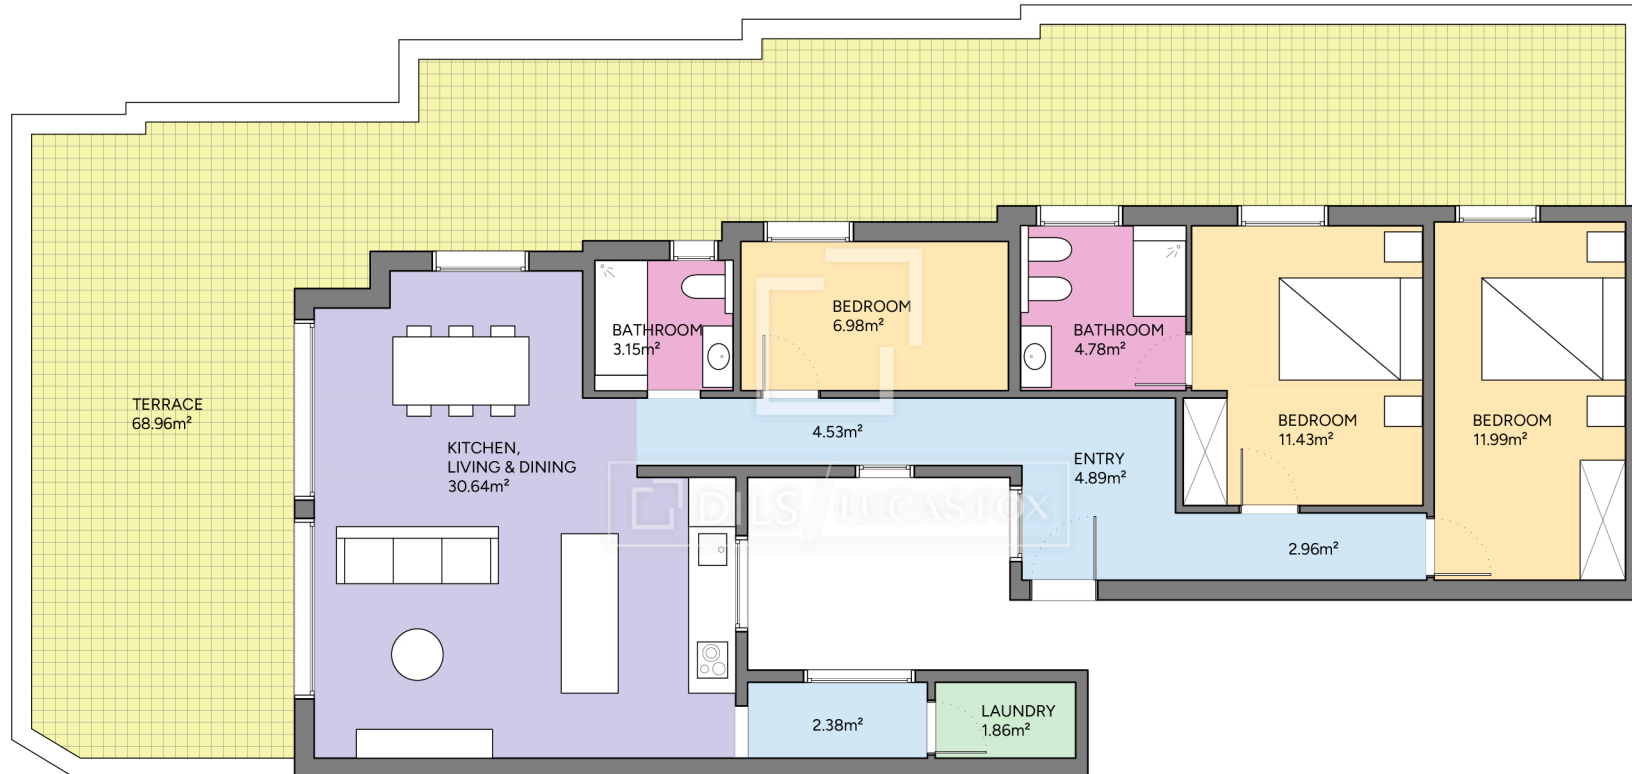 BEDROOM
6.98m²
BATHROOM
3.15m²
BATHROOM
4.78m²
TERRACE
68.96m²
BEDROOM
11.43m²
BEDROOM
11.99m²
4.53m²
KITCHEN,
LIVING & DINING
30.64m²
ENTRY
4.89m²
DILS / LUCAS FOX
2.96m²
LAUNDRY
1.86m²
2.38m²